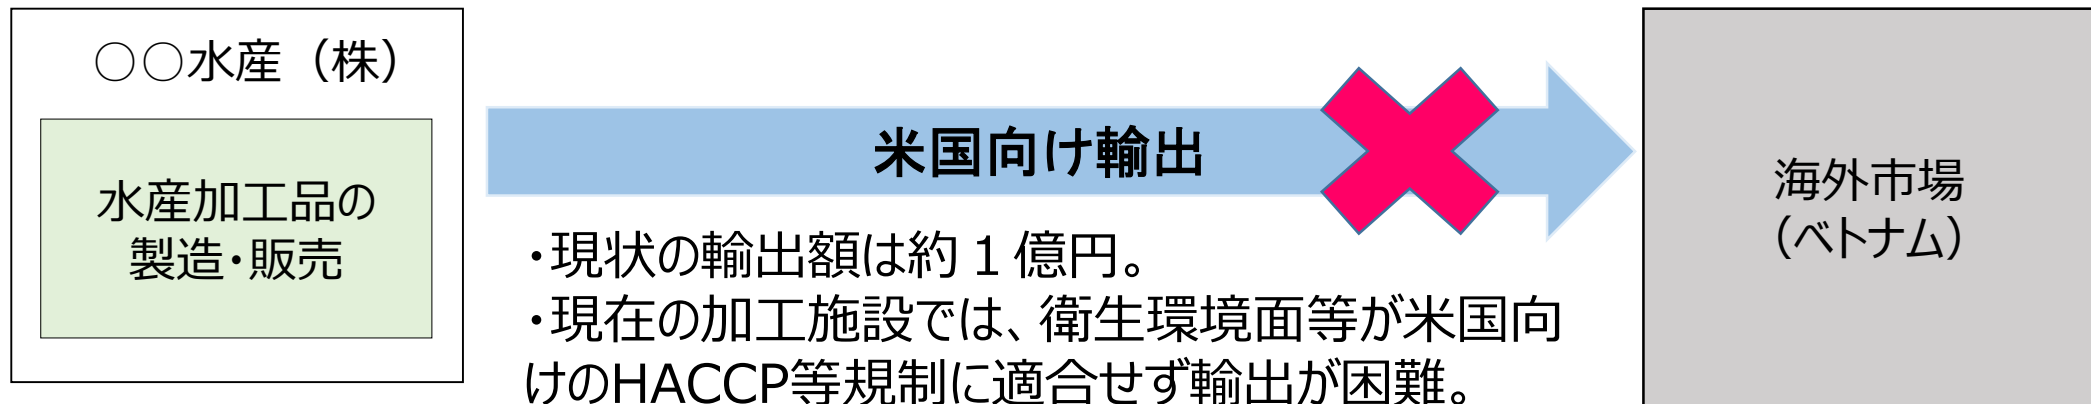 ○○水産（株）
水産加工品の
製造・販売
米国向け輸出
・現状の輸出額は約１億円。
・現在の加工施設では、衛生環境面等が米国向
けのHACCP等規制に適合せず輸出が困難。
海外市場
（ベトナム）